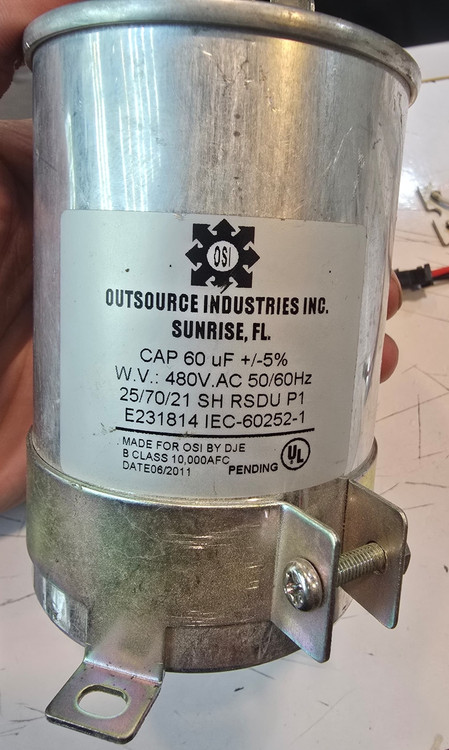 OSI
OUTSOURCE INDUSTRIES INC.
SUNRISE, FL.
CAP 60 uF +/-5%
W.V.: 480V.AC 50/60Hz
25/70/21 SH RSDU P1
E231814 IEC-60252-1
MADE FOR OSI BY DJE
B CLASS 10,000AFC
DATE06/2011 PENDING UL